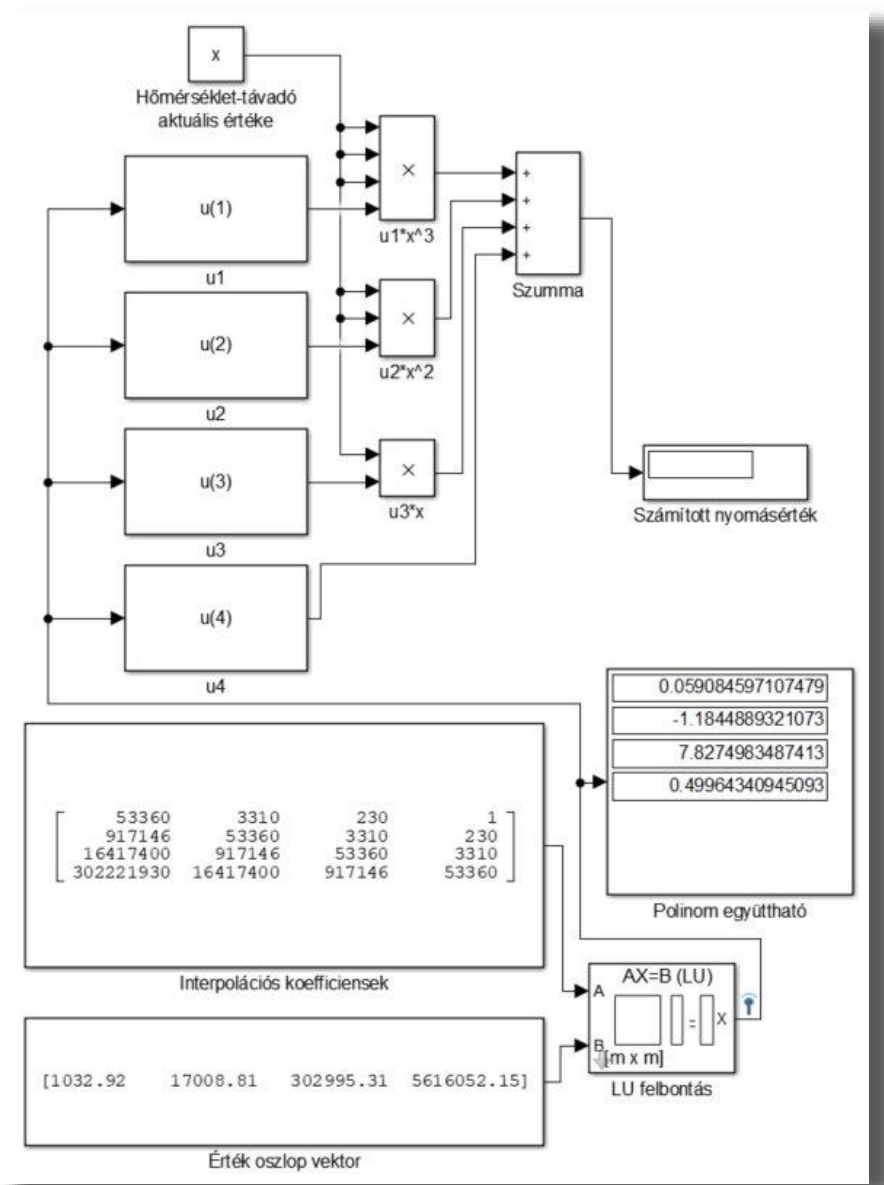 x
Hőmérséklet-távadó
aktuális értéke
u(1)
u1
×
u1*x^3
+
+
+
+
Szumma
u(2)
u2
×
u2*x^2
u(3)
u3
×
u3*x
Számított nyomásérték
u(4)
u4
0.059084597107479
-1.1844889321073
7.8274983487413
0.49964340945093
Polinom együttható
53360 3310 230 1
917146 53360 3310 230
16417400 917146 53360 3310
302221930 16417400 917146 53360
Interpolációs koefficiensek
AX=B (LU)
A
B
= X
[m x m]
LU felbontás
[1032.92 17008.81 302995.31 5616052.15]
Érték oszlop vektor